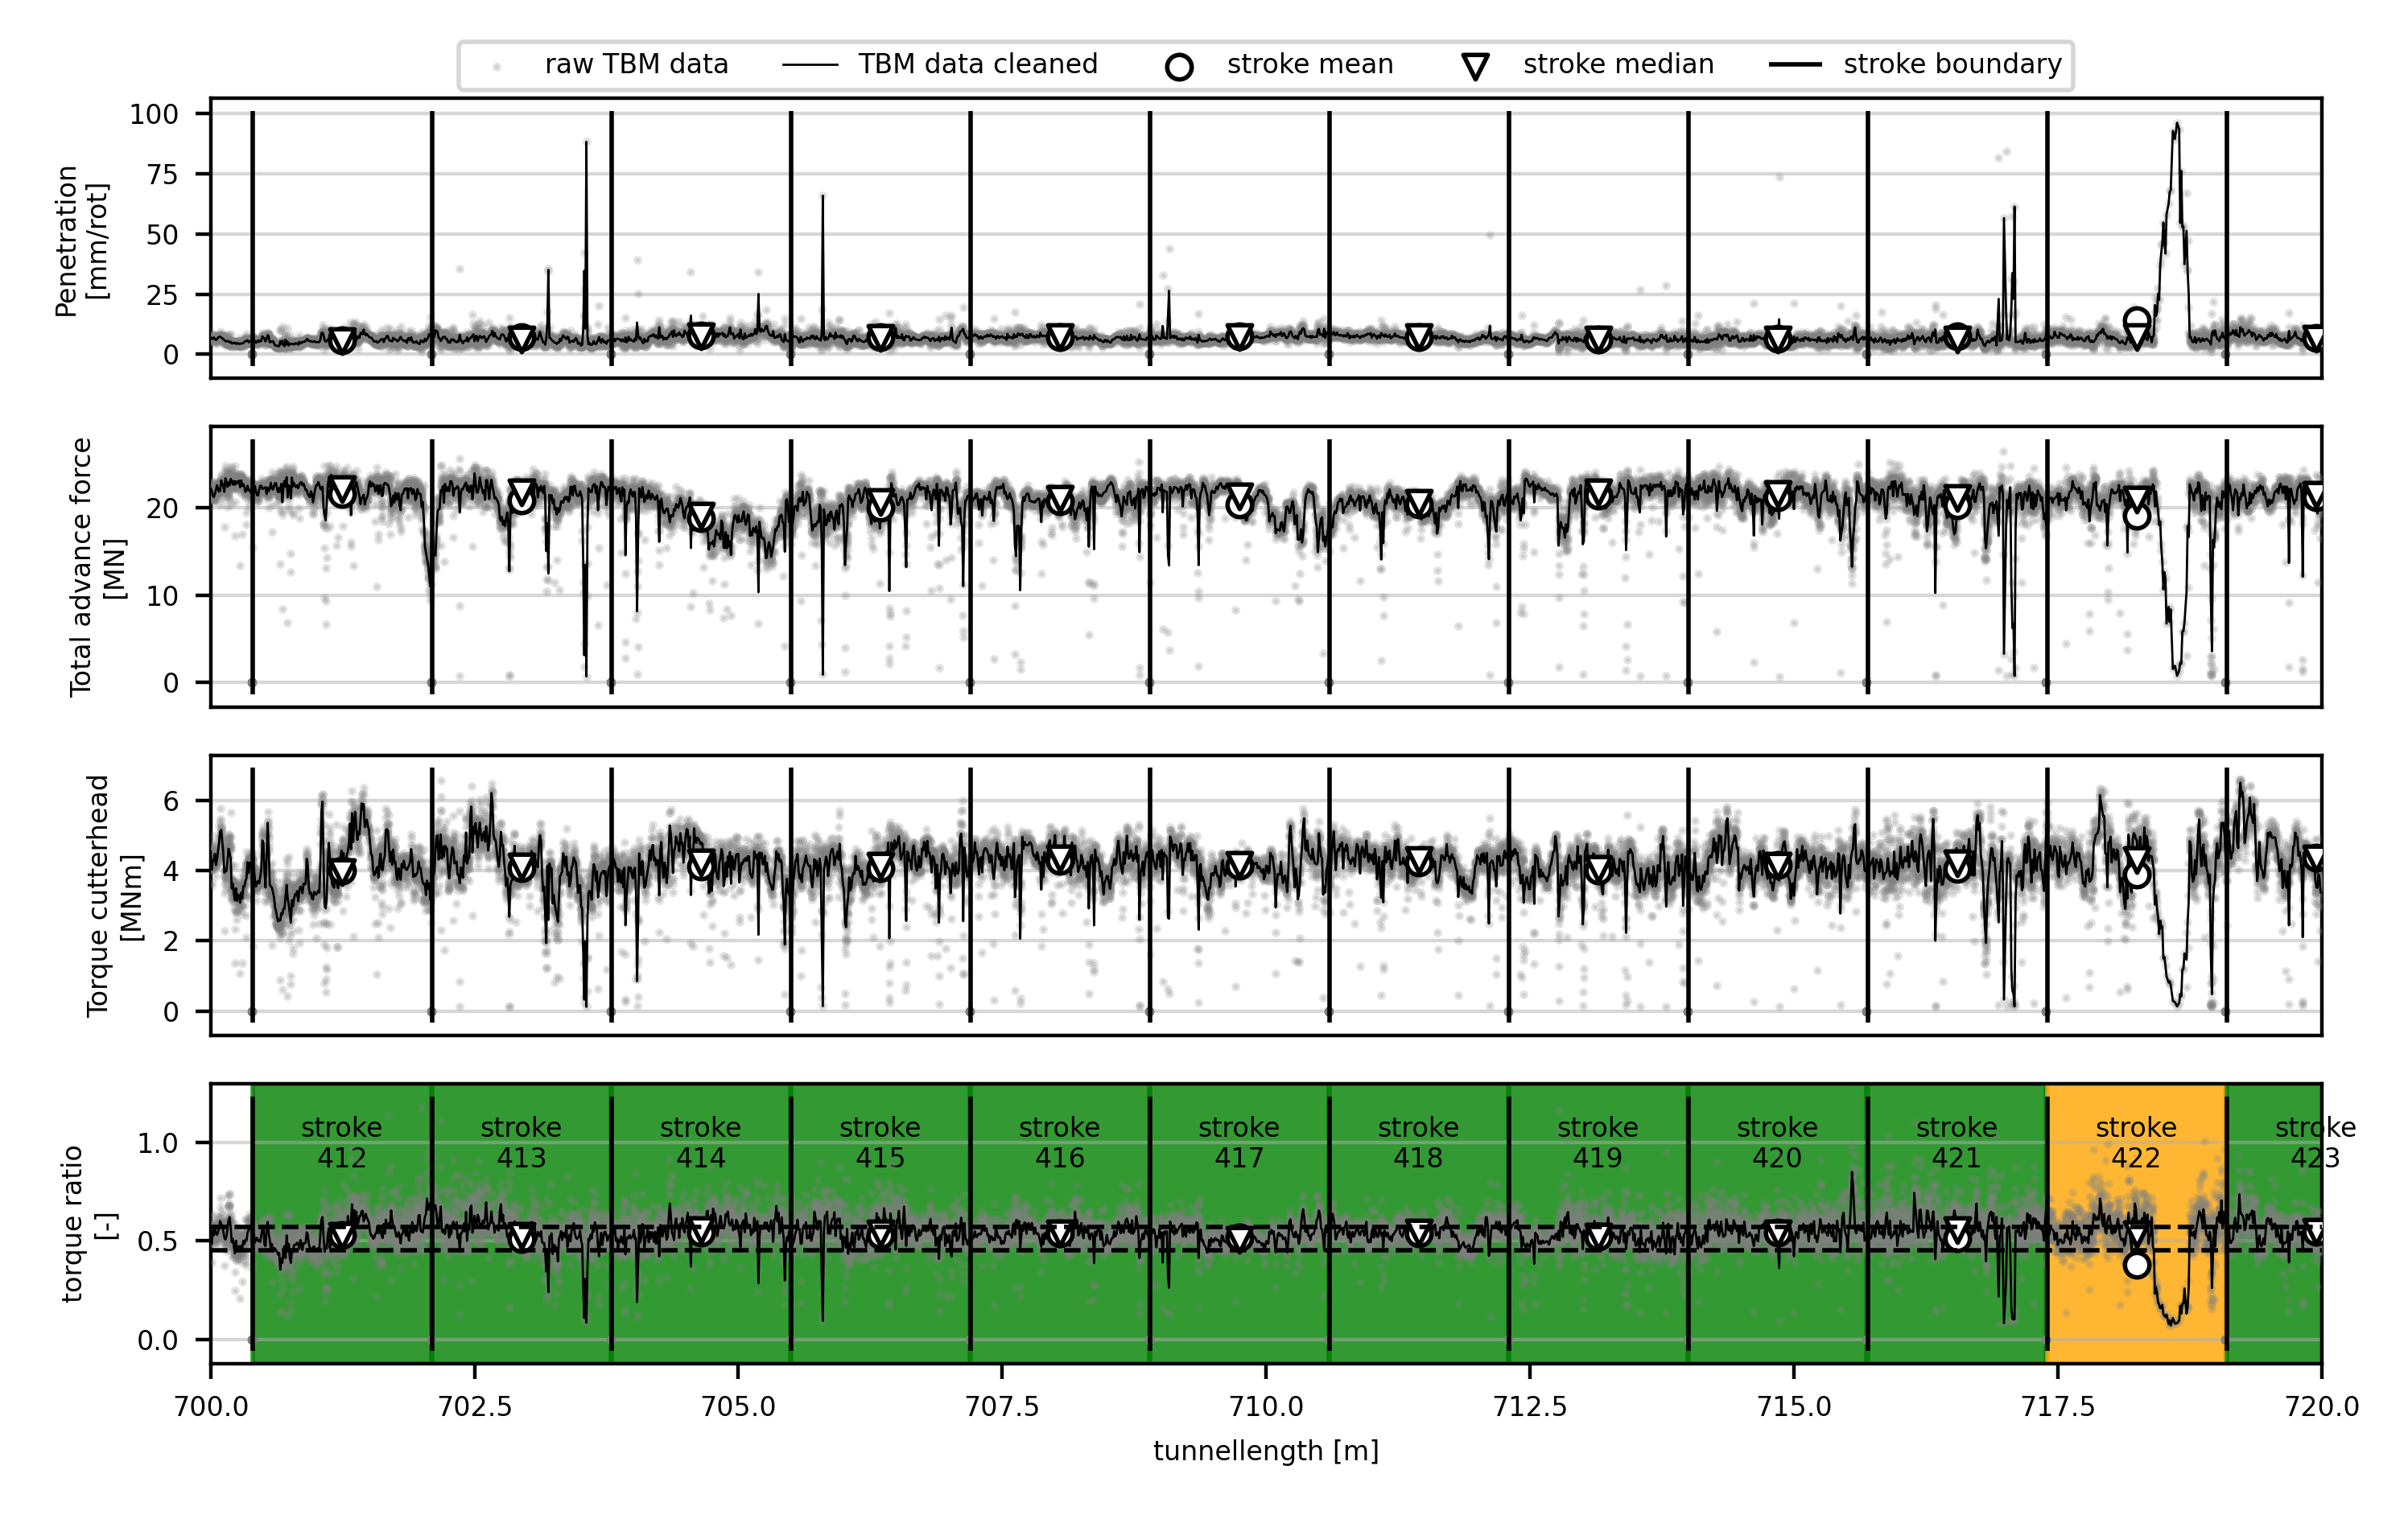 raw TBM data TBM data cleaned stroke mean stroke median stroke boundary
Penetration
[mm/rot]
100
75
50
25
0
Total advance force
[MN]
20
10
0
Torque cutterhead
[MNm]
6
4
2
0
torque ratio
[-]
1.0
0.5
0.0
stroke
412
stroke
413
stroke
414
stroke
415
stroke
416
stroke
417
stroke
418
stroke
419
stroke
420
stroke
421
stroke
422
stroke
423
700.0 702.5 705.0 707.5 710.0 712.5 715.0 717.5 720.0
tunnellength [m]